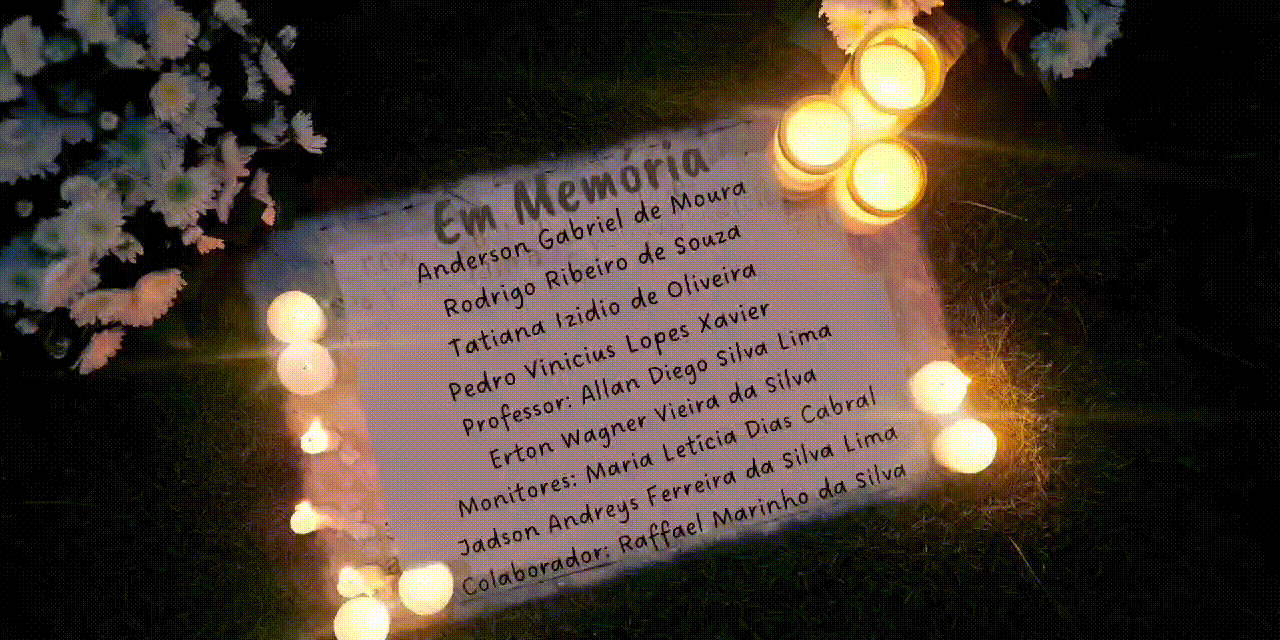 Em Memória
Anderson Gabriel de Moura
Rodrigo Ribeiro de Souza
Tatiana Izidio de Oliveira
Pedro Vinicius Lopes Xavier
Professor: Allan Diego Silva Lima
Erton Wagner Vieira da Silva
Monitores: Maria Letícia Dias Cabral
Jadson Andreys Ferreira da Silva Lima
Colaborador: Raffael Marinho da Silva